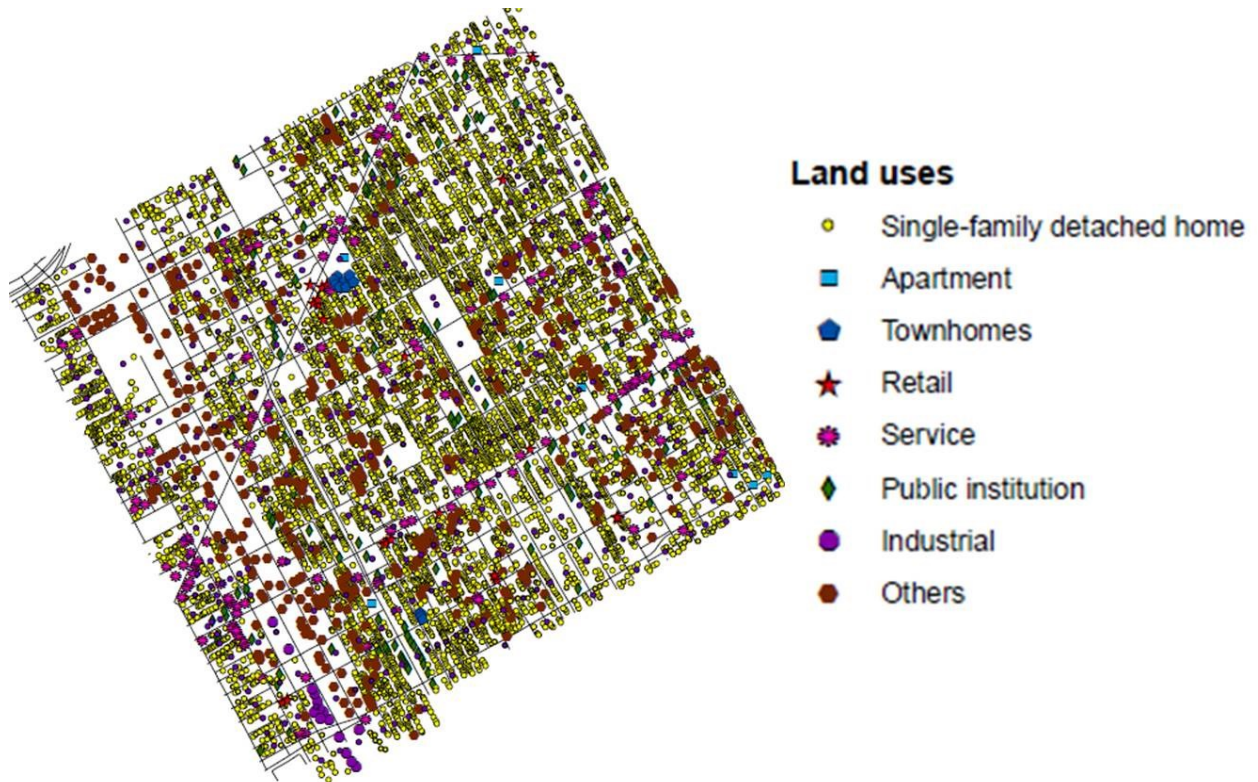 Land uses
Single-family detached home
Apartment
Townhomes
Retail
Service
Public institution
Industrial
Others